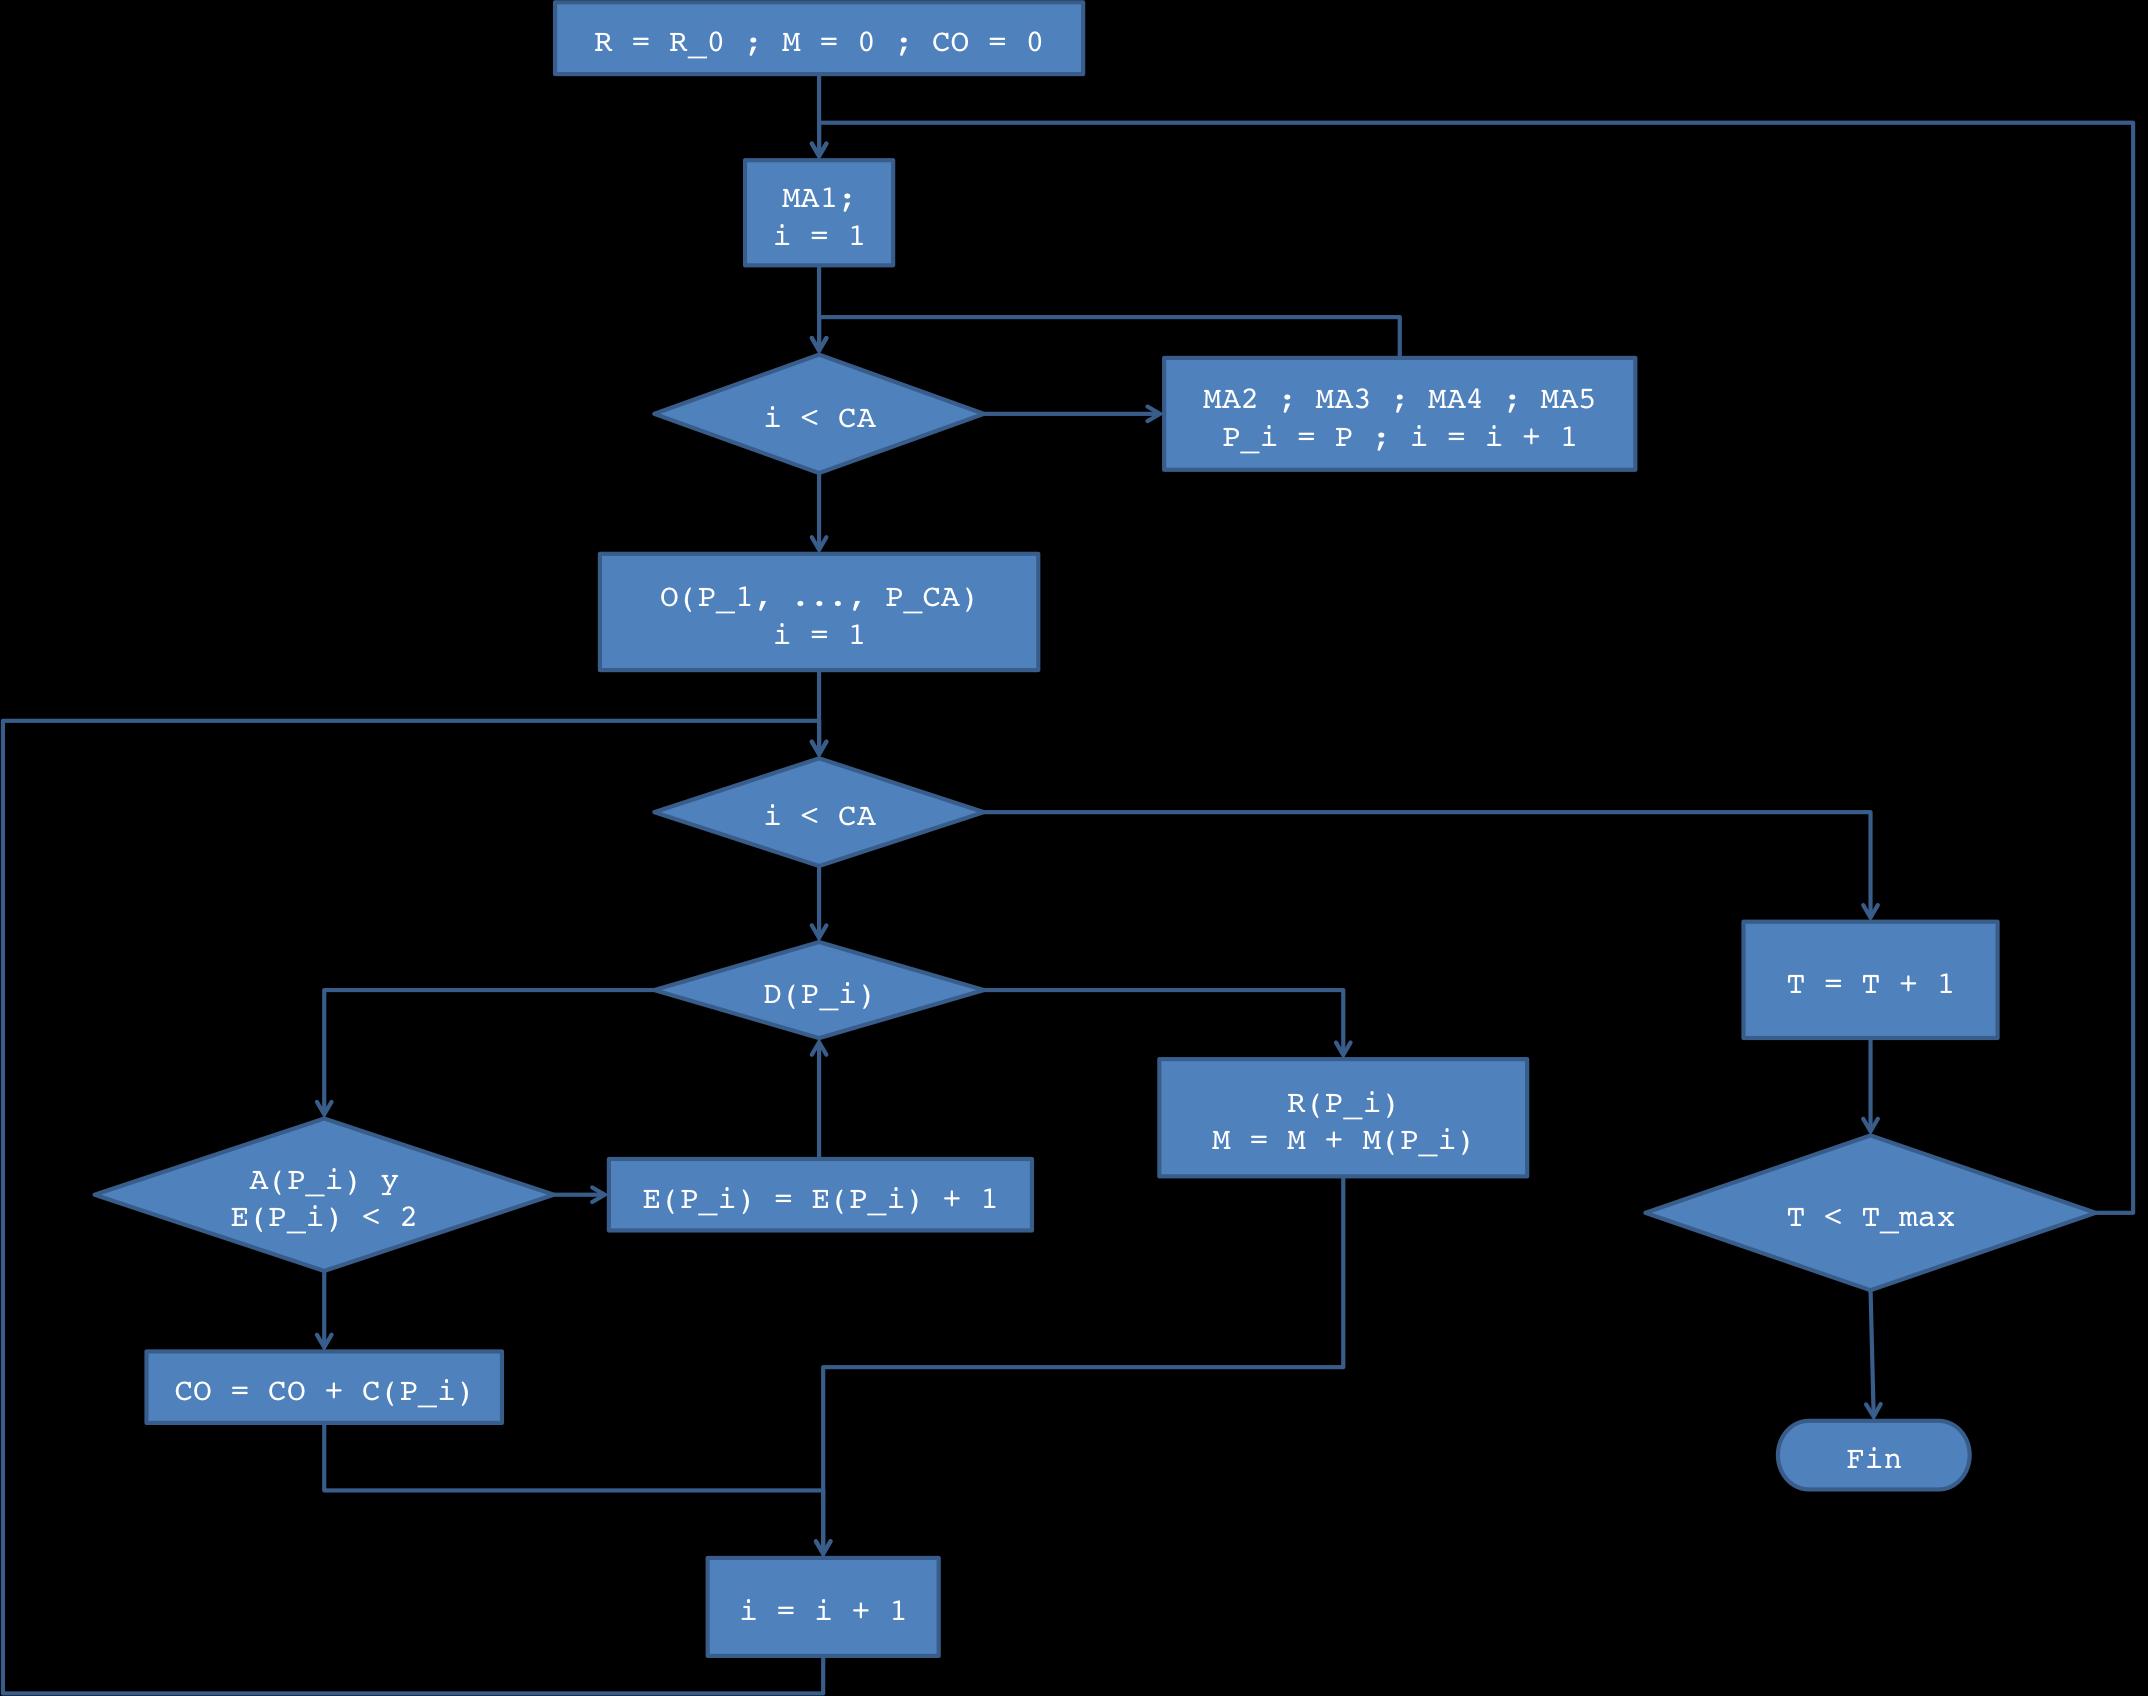 R = R_0 ; M = 0 ; CO = 0
MA1;
i = 1
i < CA
MA2 ; MA3 ; MA4 ; MA5
P_i = P ; i = i + 1
O(P_1, ..., P_CA)
i = 1
i < CA
D(P_i)
T = T + 1
R(P_i)
M = M + M(P_i)
A(P_i) y
E(P_i) < 2
E(P_i) = E(P_i) + 1
T < T_max
CO = CO + C(P_i)
Fin
i = i + 1